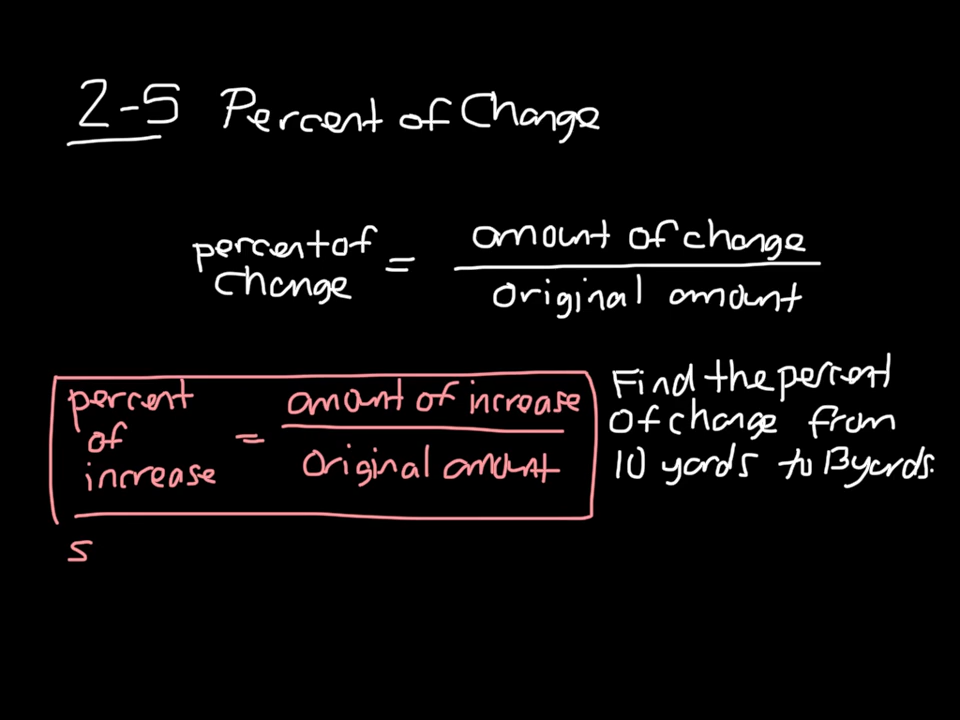 2-5 Percent of Change
percent of
change
=
amount of change
original amount
percent
of
increase
=
amount of increase
original amount
Find the percent
of change from
10 yards to 13 yards.
s